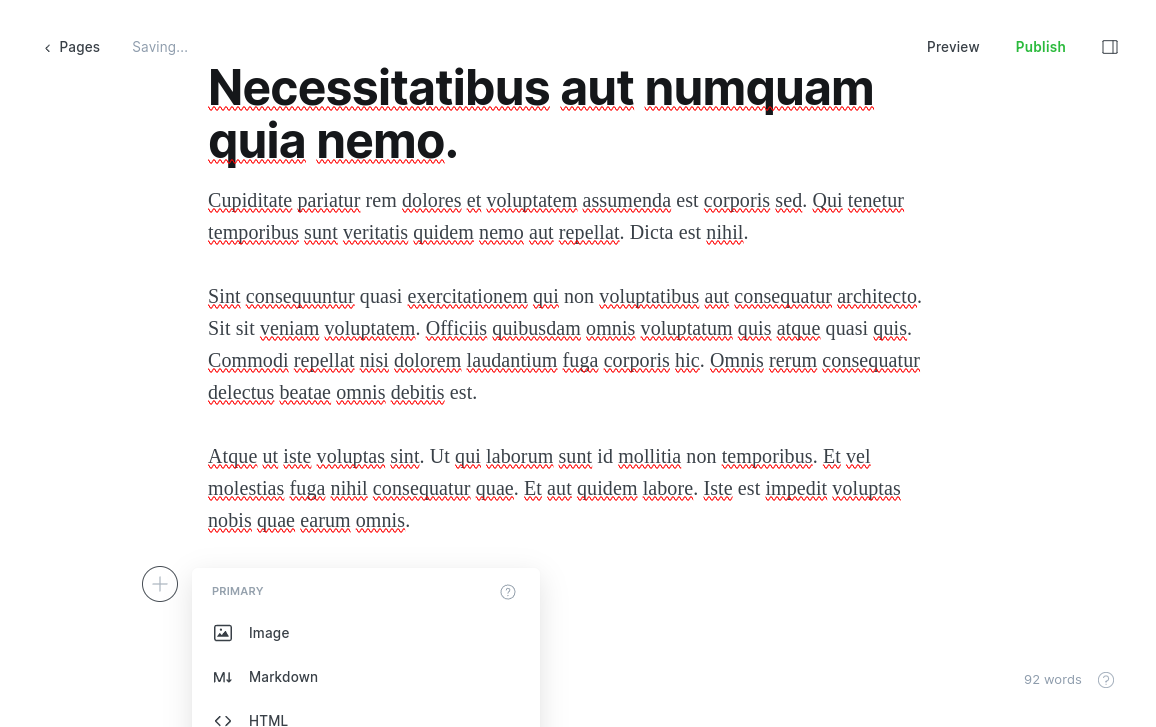 Pages
Saving...
Preview
Publish
Necessitatibus aut numquam
quia nemo.
Cupiditate pariatur rem dolores et voluptatem assumenda est corporis sed. Qui tenetur
temporibus sunt veritatis quidem nemo aut repellat. Dicta est nihil.
Sint consequuntur quasi exercitationem qui non voluptatibus aut consequatur architecto.
Sit sit veniam voluptatem. Officiis quibusdam omnis voluptatum quis atque quasi quis.
Commodi repellat nisi dolorem laudantium fuga corporis hic. Omnis rerum consequatur
delectus beatae omnis debitis est.
Atque ut iste voluptas sint. Ut qui laborum sunt id mollitia non temporibus. Et vel
molestias fuga nihil consequatur quae. Et aut quidem labore. Iste est impedit voluptas
nobis quae earum omnis.
PRIMARY
Image
Markdown
HTML
92 words